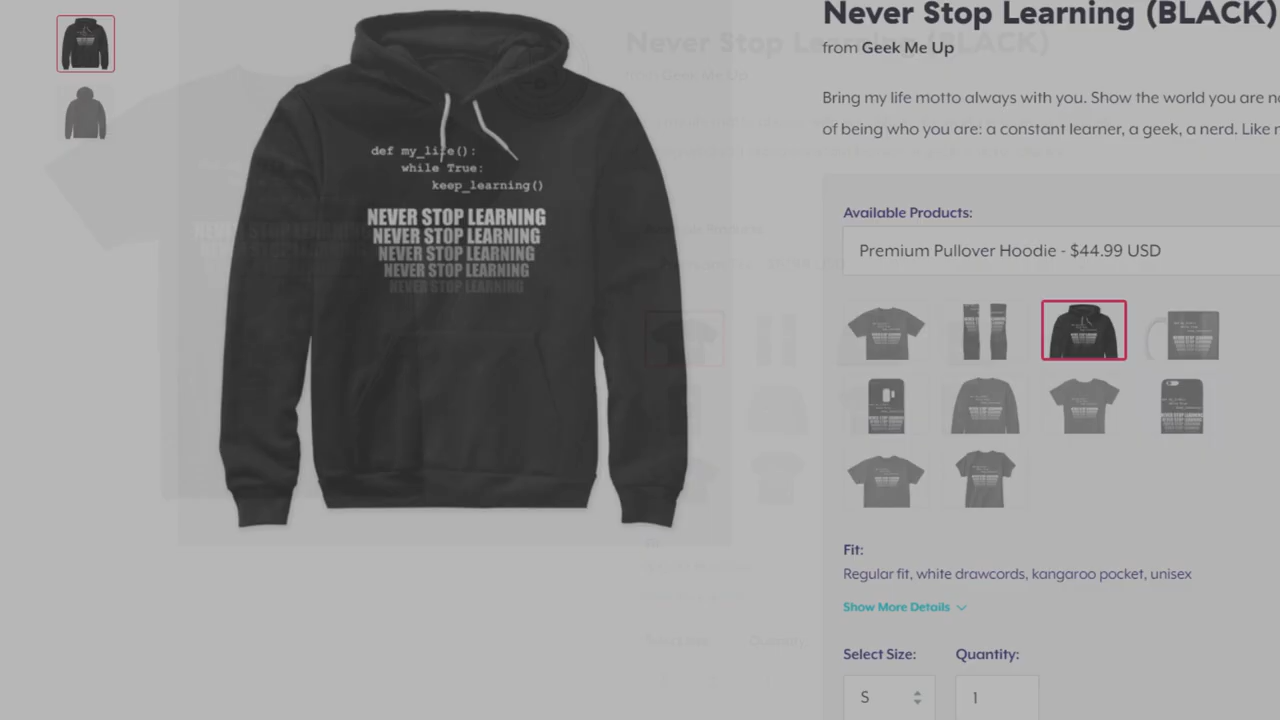 Never Stop Learning (BLACK)
from Geek Me Up
Bring my life motto always with you. Show the world you are
of being who you are: a constant learner, a geek, a nerd. Like
def my_life():
while True:
keep_learning()
NEVER STOP LEARNING
NEVER STOP LEARNING
NEVER STOP LEARNING
NEVER STOP LEARNING
NEVER STOP LEARNING
Available Products:
Premium Pullover Hoodie - $44.99 USD
Fit:
Regular fit, white drawcords, kangaroo pocket, unisex
Show More Details
Select Size:
Quantity:
S
1